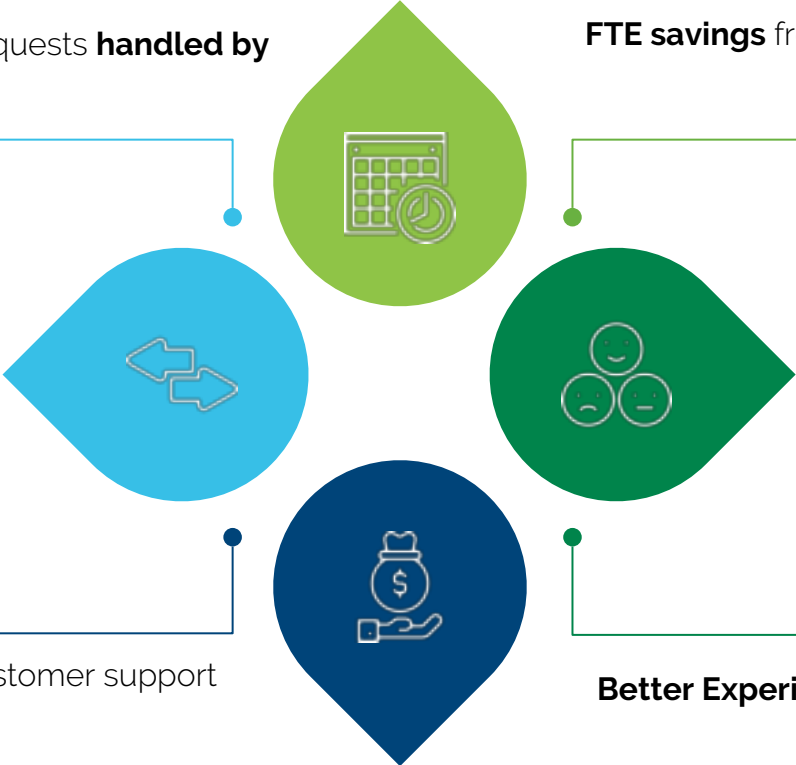 quests handled by
FTE savings fr
stomer support
Better Experi
$